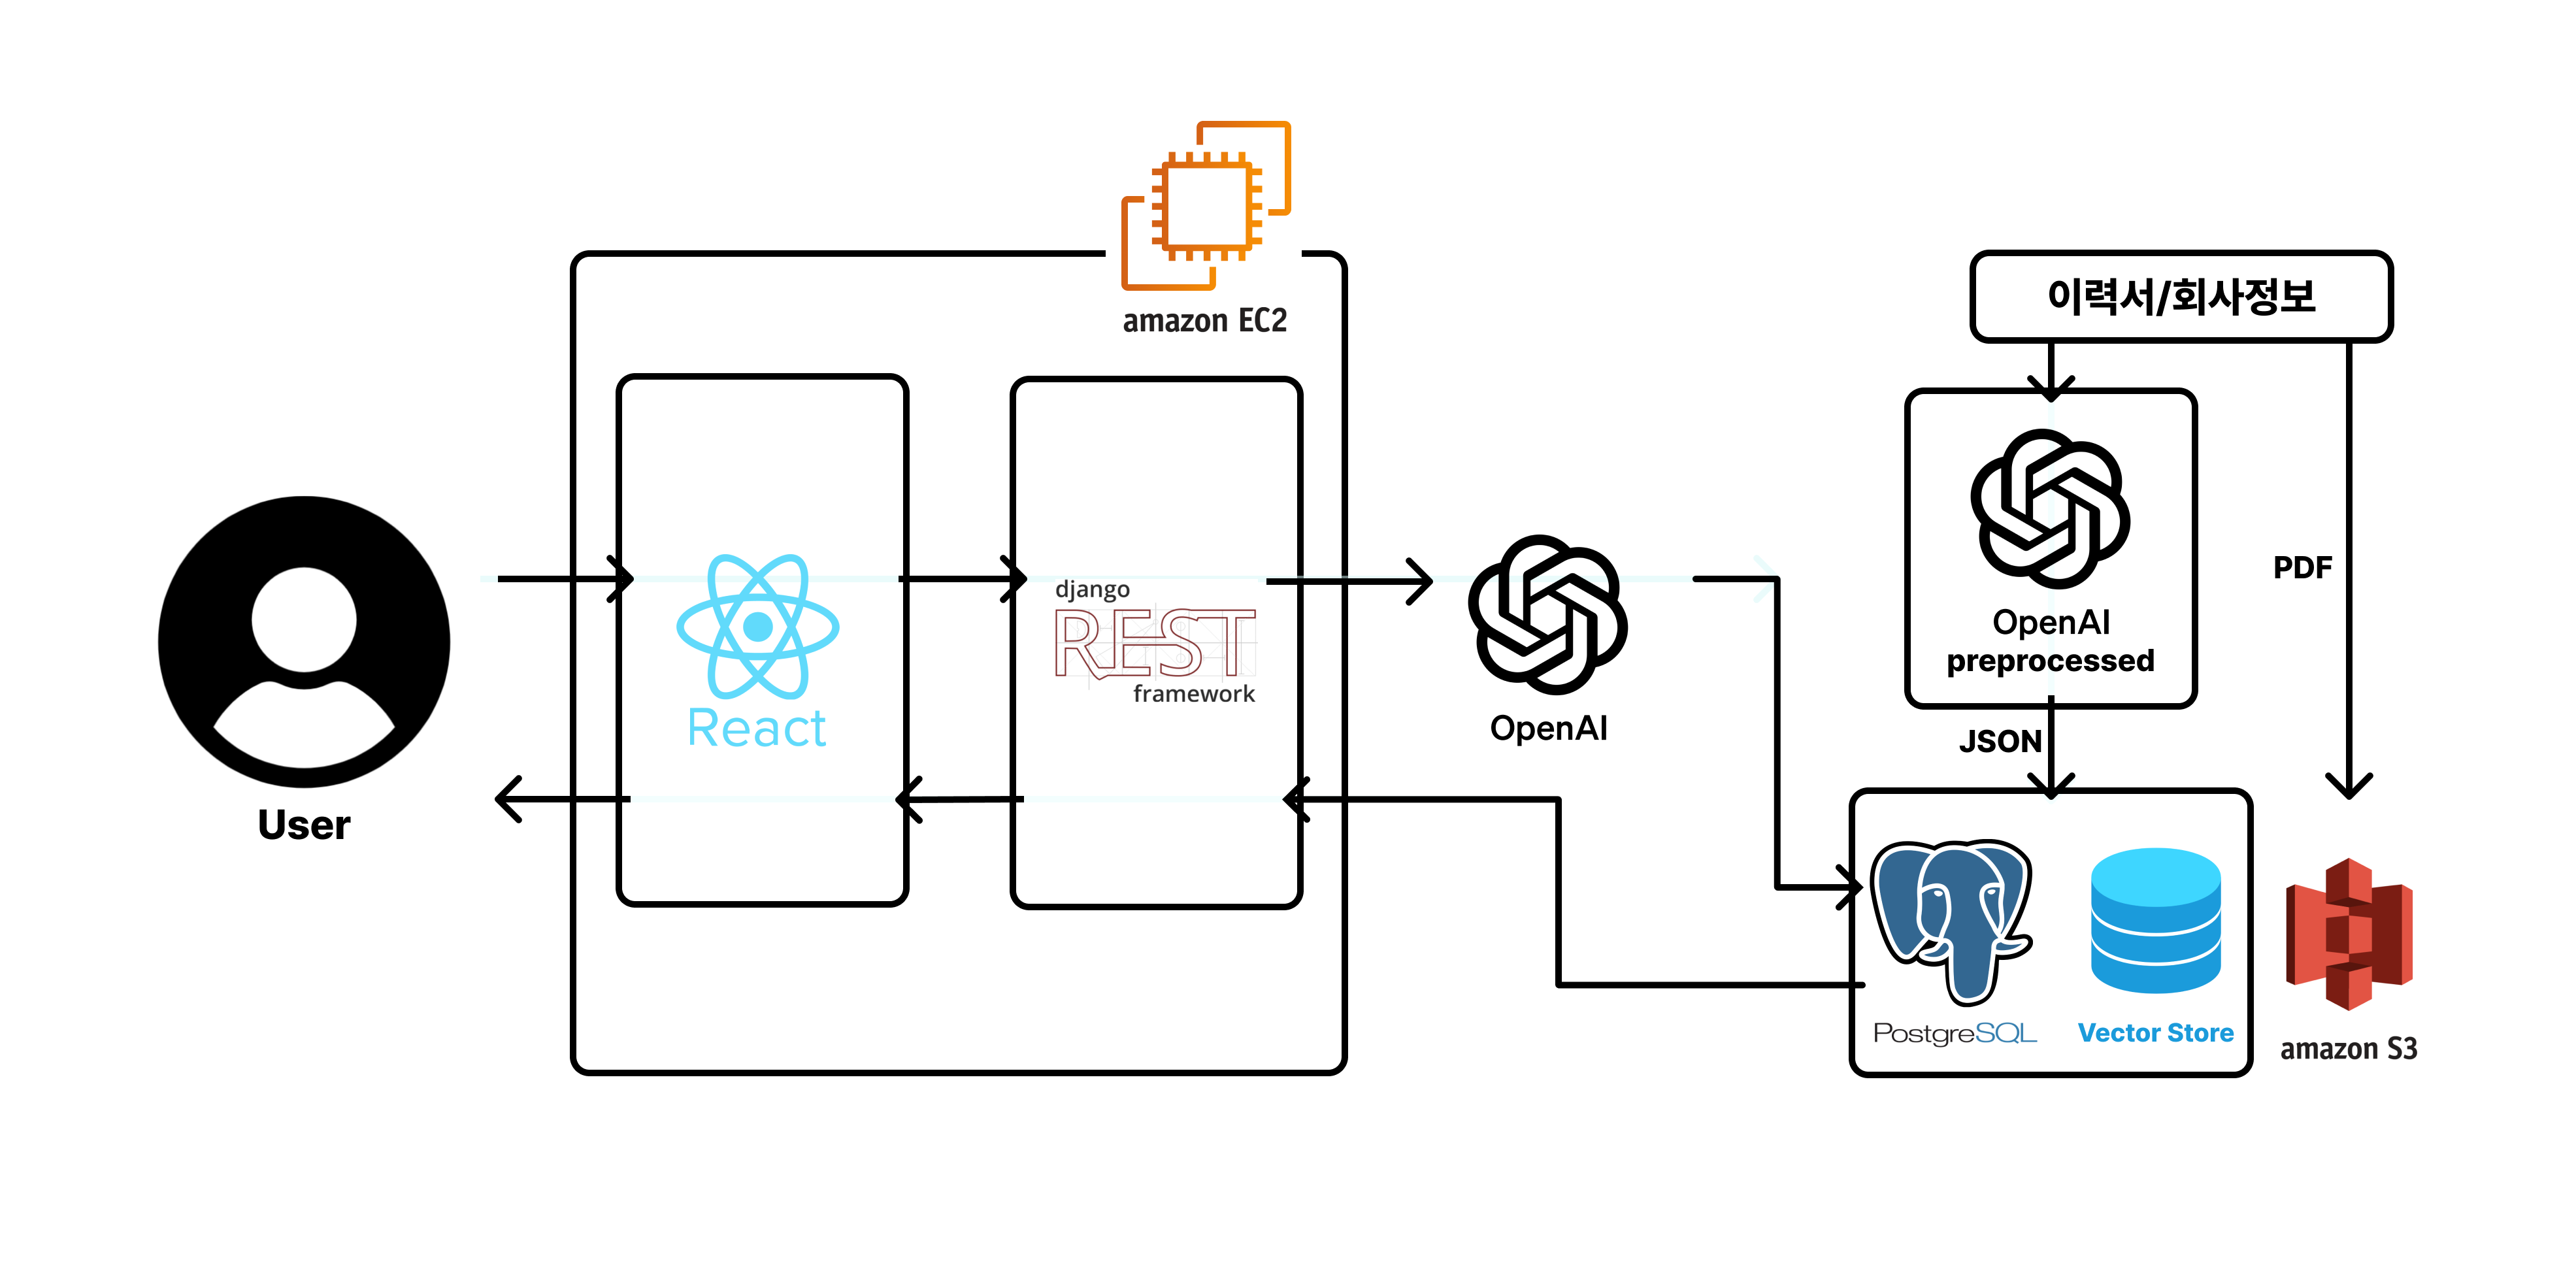 amazon EC2
이력서/회사정보
django
REST
framework
React
User
OpenAI
OpenAI
preprocessed
PDF
JSON
PostgreSQL
Vector Store
amazon S3